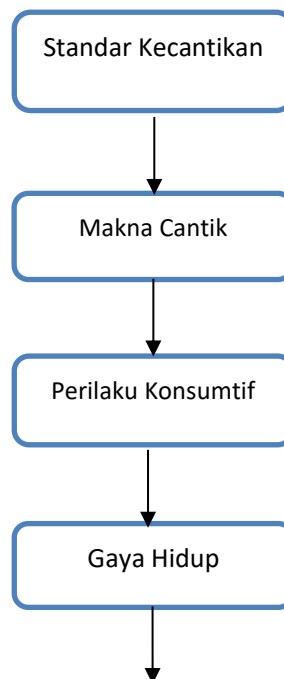 Standar Kecantikan
Makna Cantik
Perilaku Konsumtif
Gaya Hidup